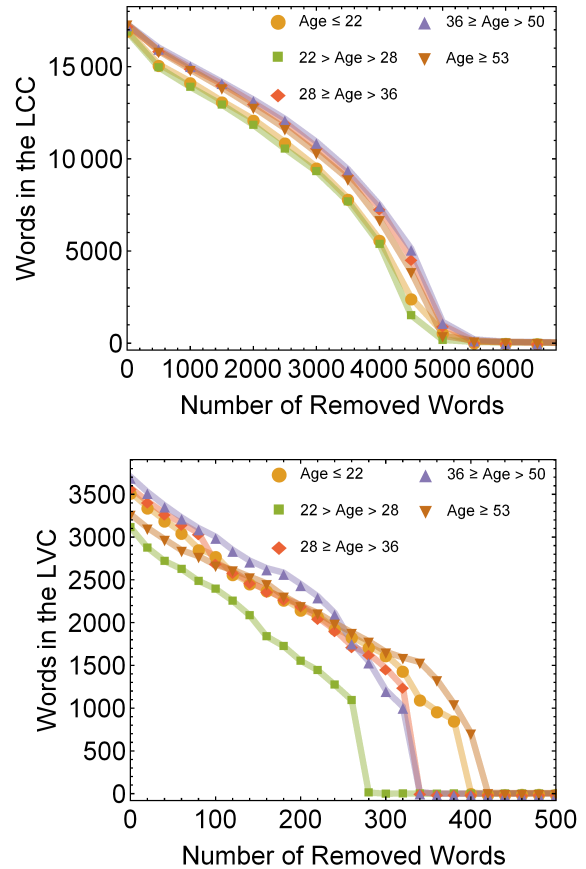 Age ≤ 22
36 ≥ Age > 50
22 > Age > 28
Age ≥ 53
28 ≥ Age > 36
15 000
10 000
5000
0
Words in the LCC
0 1000 2000 3000 4000 5000 6000
Number of Removed Words
Age ≤ 22
36 ≥ Age > 50
22 > Age > 28
Age ≥ 53
28 ≥ Age > 36
3500
3000
2500
2000
1500
1000
500
0
Words in the LVC
0 100 200 300 400 500
Number of Removed Words